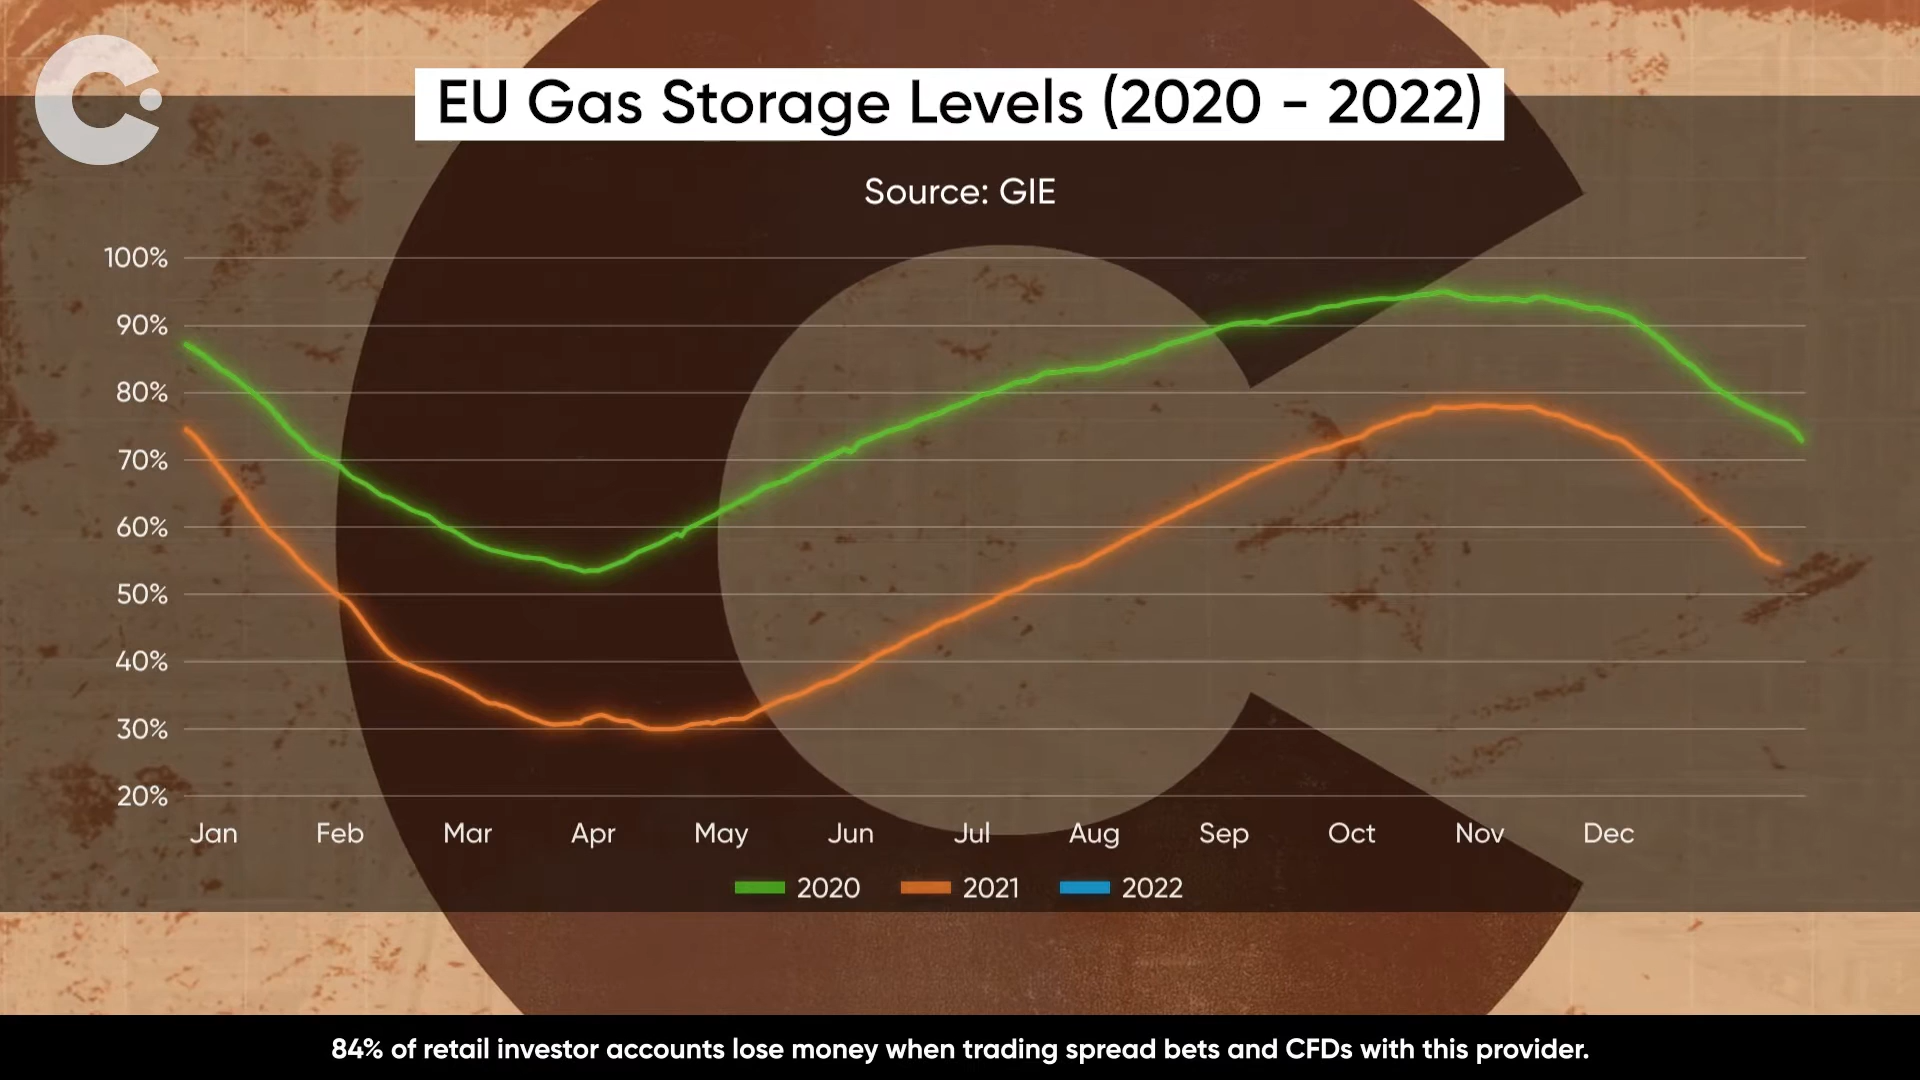 EU Gas Storage Levels (2020 - 2022)
Source: GIE
100%
90%
80%
70%
60%
50%
40%
30%
20%
Jan Feb Mar Apr May Jun Jul Aug Sep Oct Nov Dec
2020 2021 2022
84% of retail investor accounts lose money when trading spread bets and CFDs with this provider.